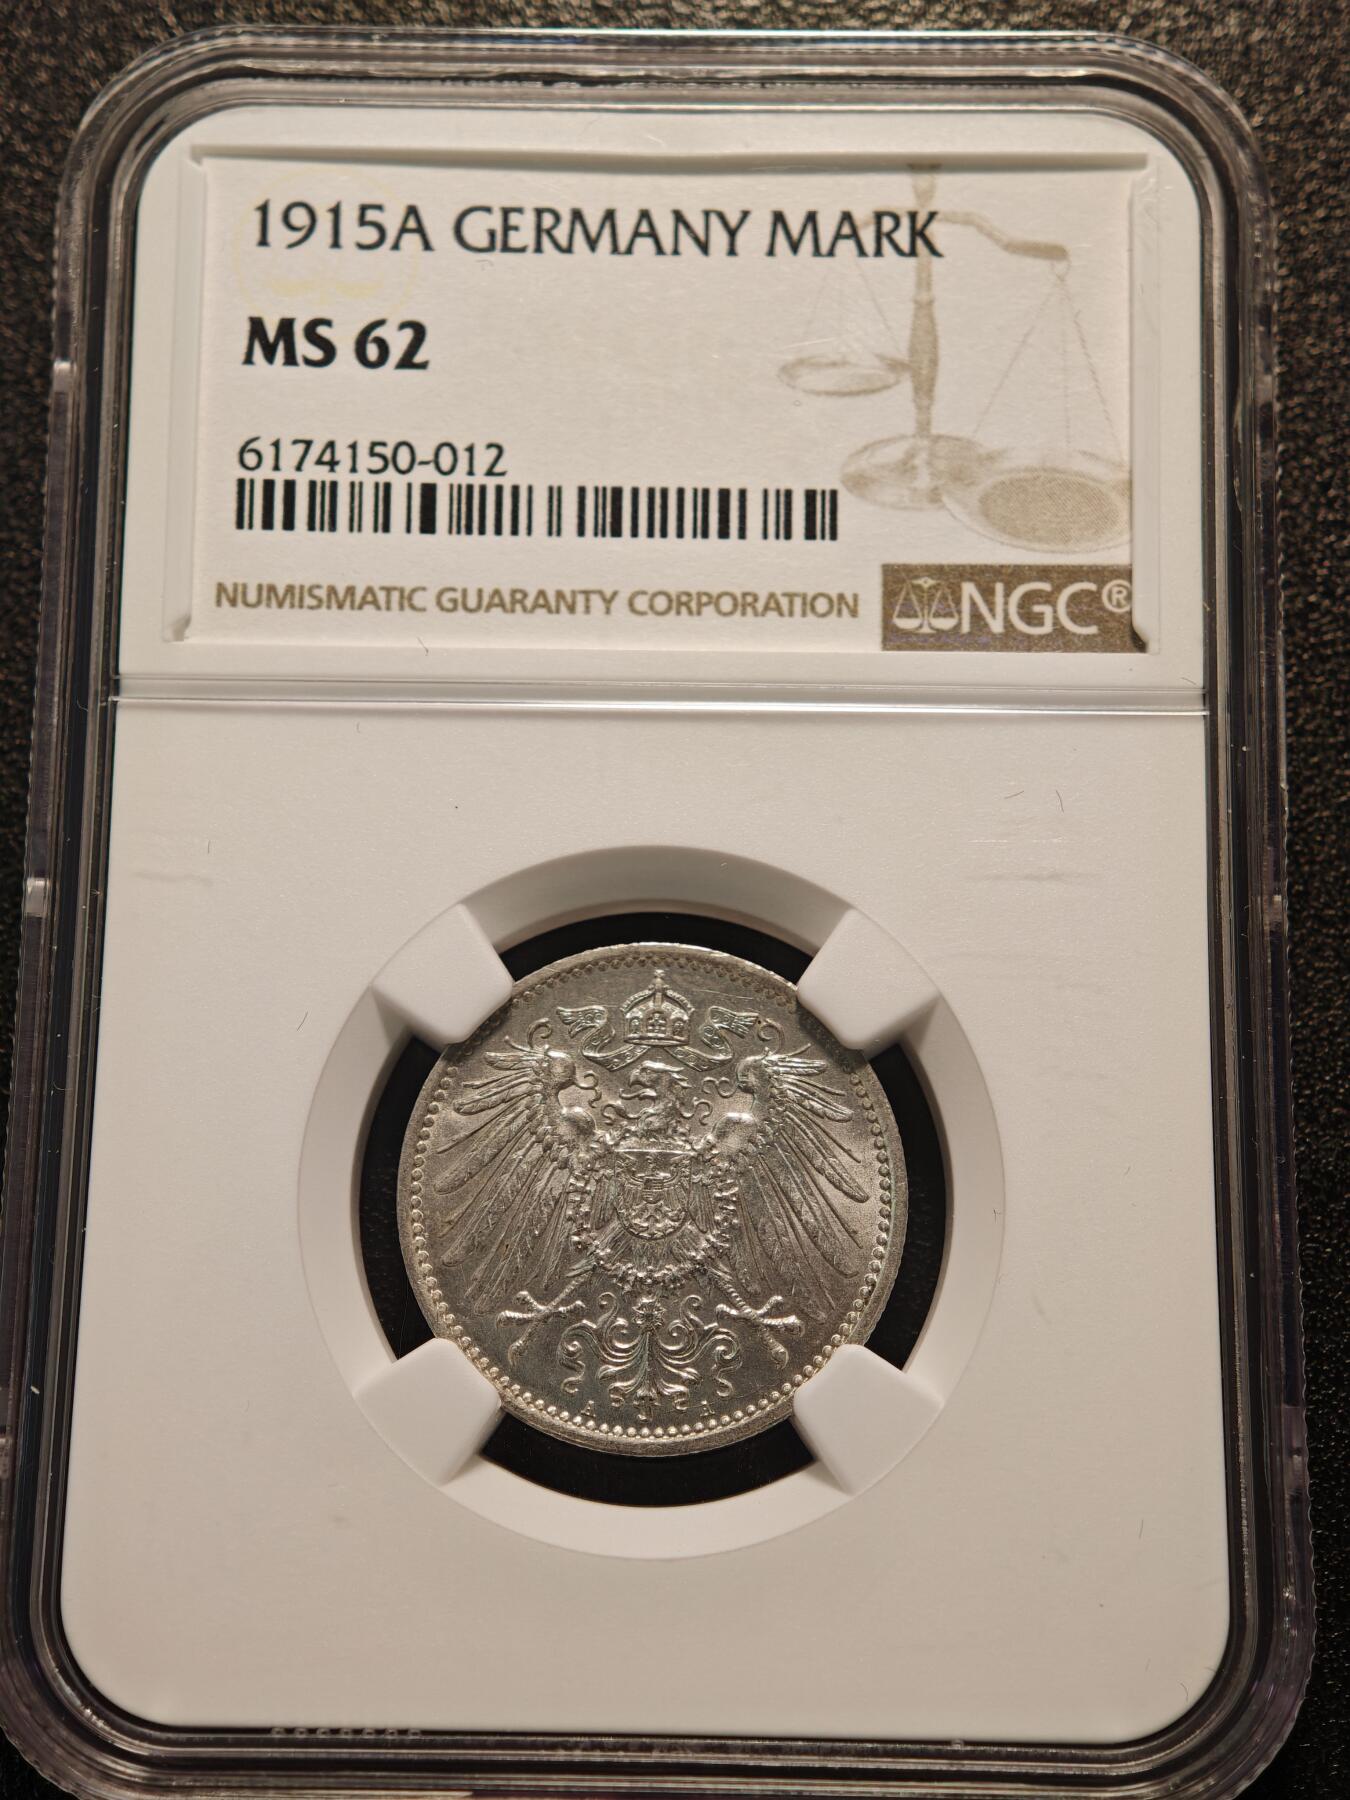 1915A GERMANY MARK
MS 62
6174150-012
NUMISMATIC GUARANTY CORPORATION
NGC®
A J A